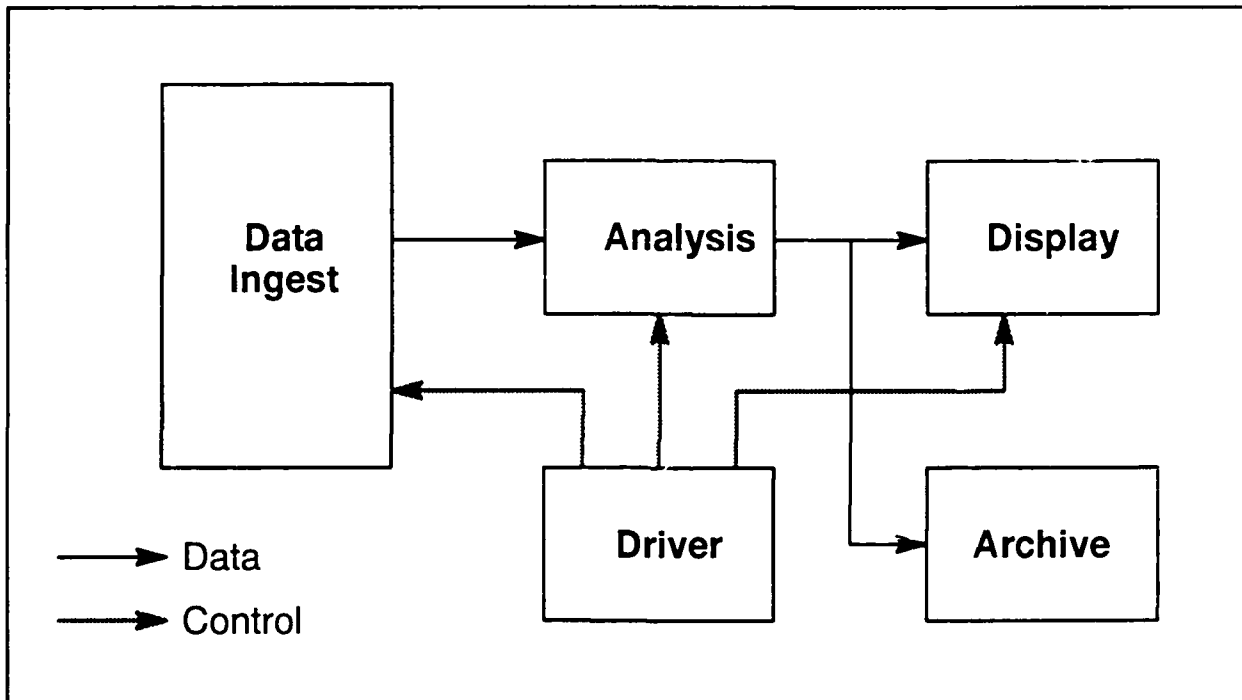 Data
Ingest
Analysis
Display
Driver
Archive
Data
Control